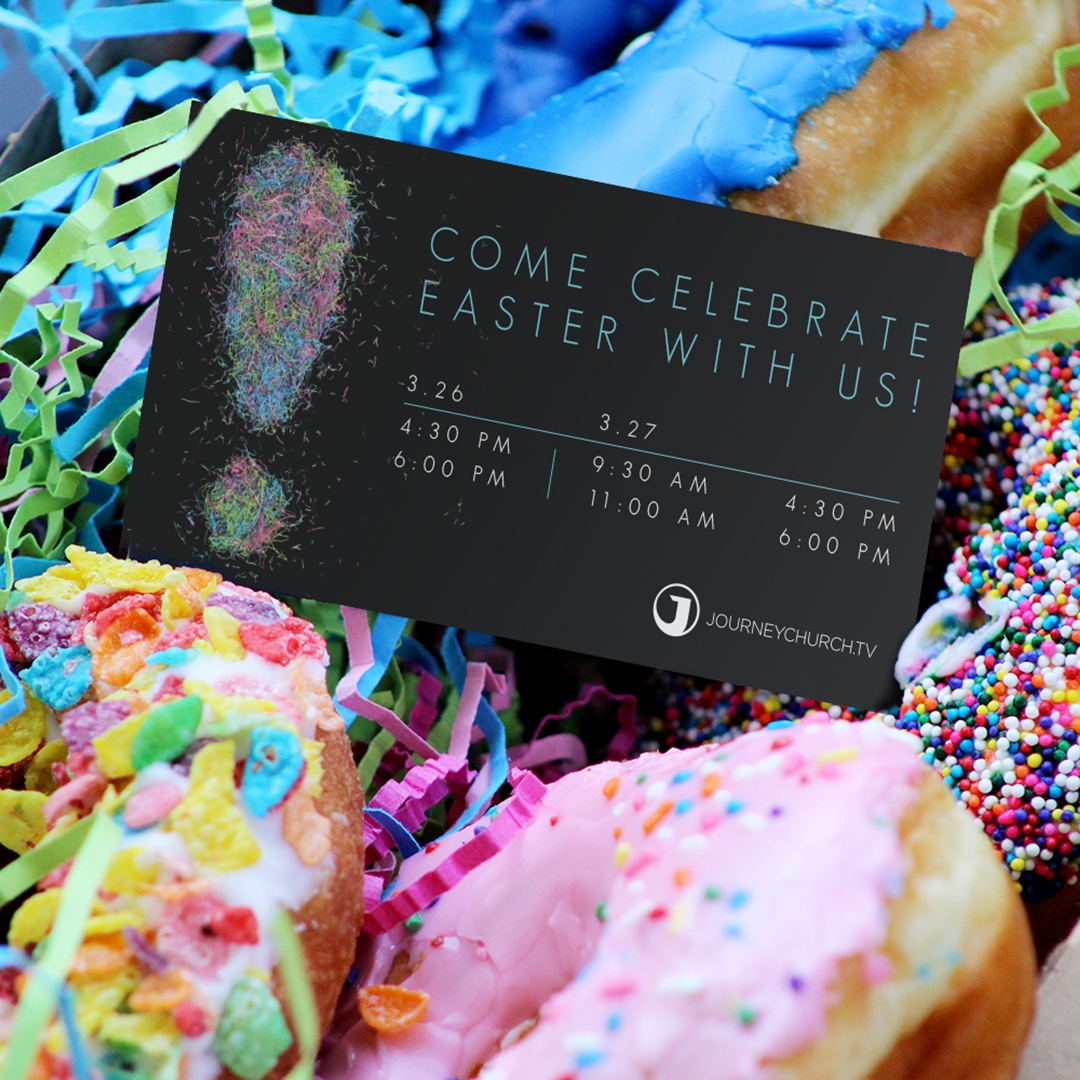 COME CELEBRATE
EASTER WITH US!
3.26
4:30 PM
6:00 PM
3.27
9:30 AM
11:00 AM
4:30 PM
6:00 PM
JOURNEYCHURCH.TV